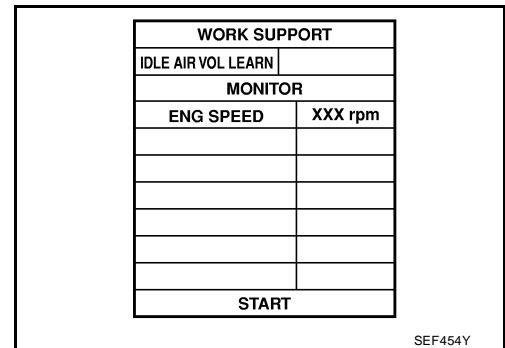 WORK SUPPORT
IDLE AIR VOL LEARN
MONITOR
ENG SPEED XXX rpm
START
SEF454Y